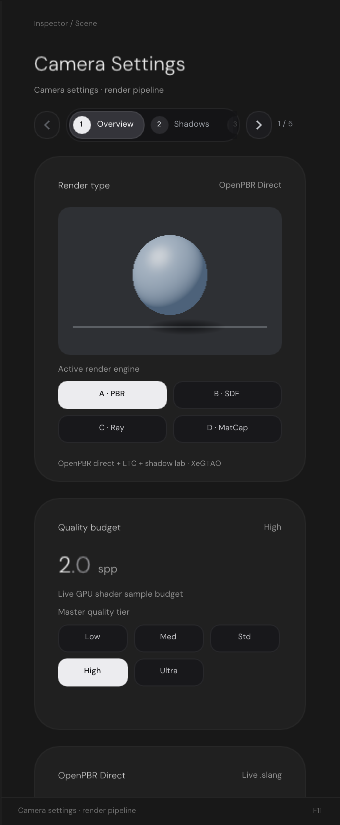 Inspector / Scene
Camera Settings
Camera settings · render pipeline
1 Overview 2 Shadows 3 1 / 5
Render type OpenPBR Direct
Active render engine
A · PBR B · SDF
C · Ray D · MatCap
OpenPBR direct + LTC + shadow lab · XeGTAO
Quality budget High
2.0 spp
Live GPU shader sample budget
Master quality tier
Low Med Std
High Ultra
OpenPBR Direct Live .slang
Camera settings · render pipeline